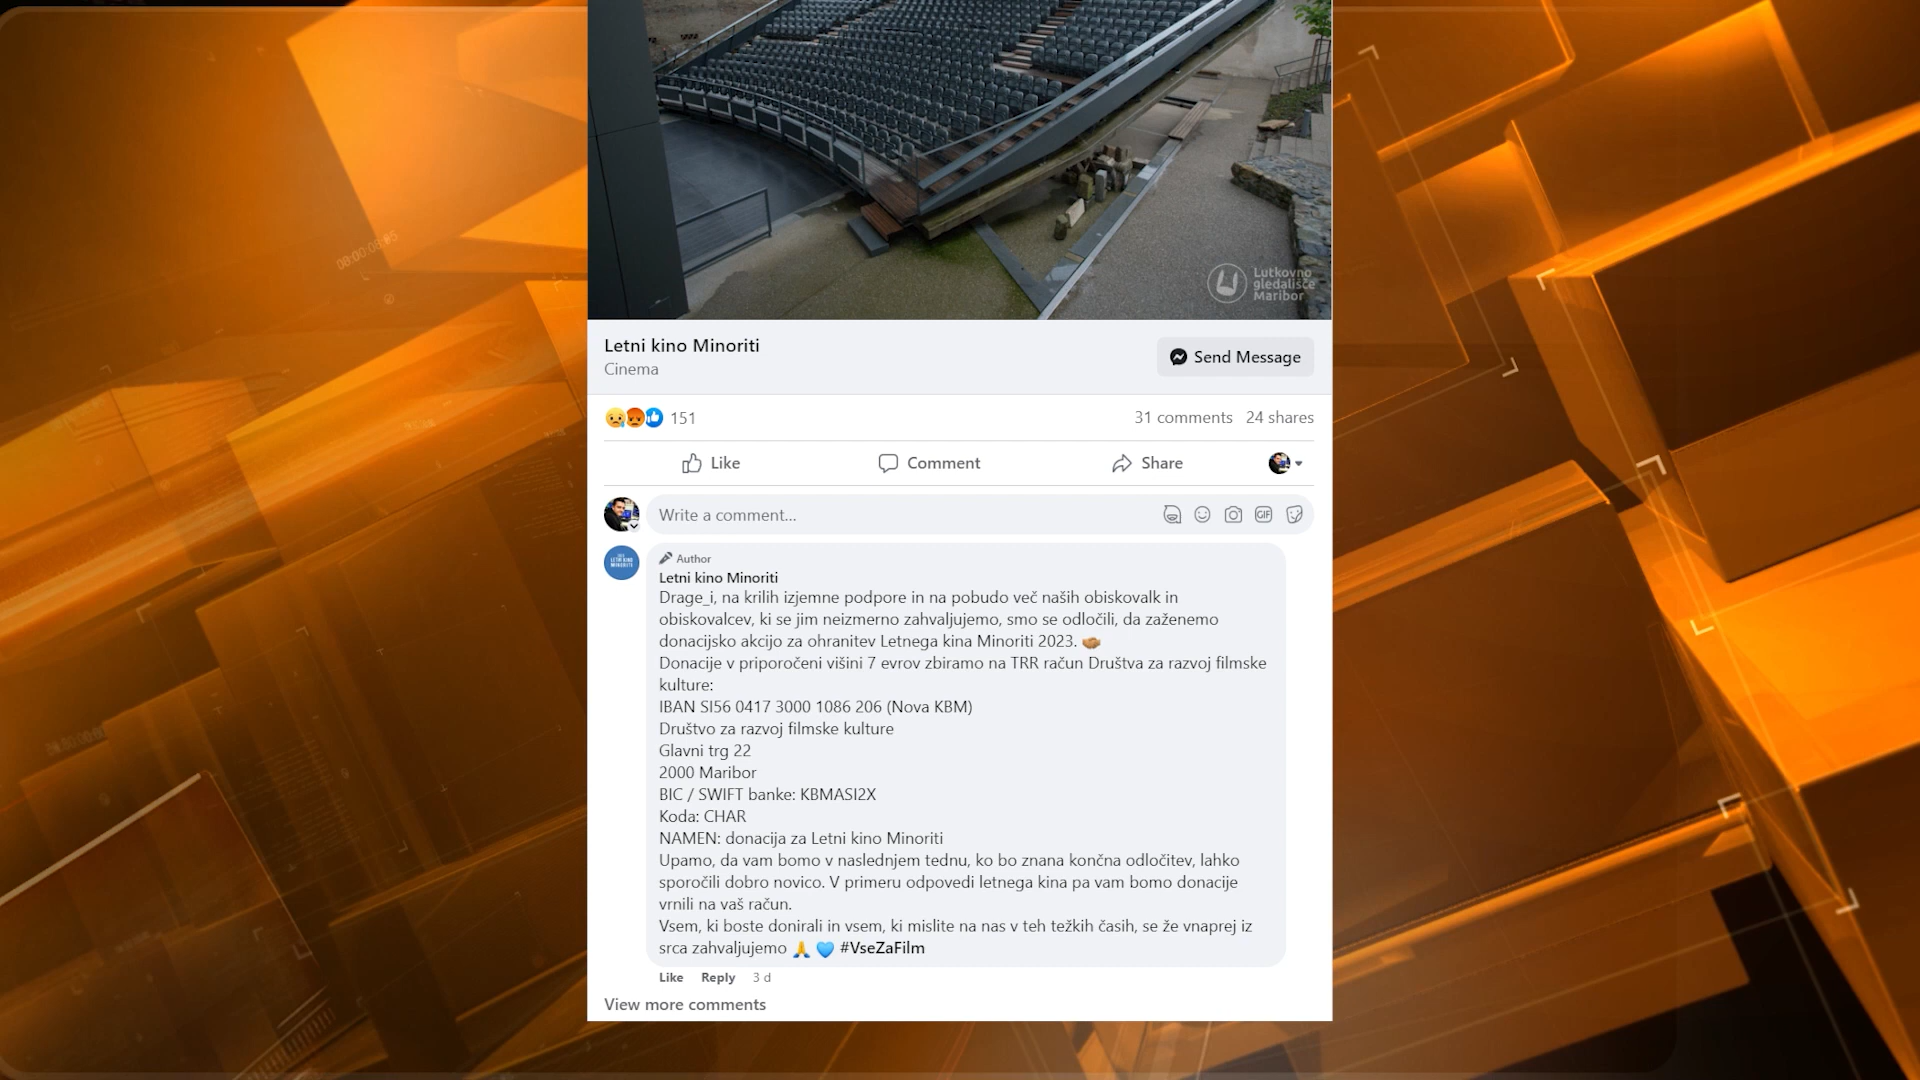 Lutkovno
gledališče
Maribor
Letni kino Minoriti
Cinema
Send Message
151
31 comments 24 shares
Like
Comment
Share
Write a comment...
GIF
Author
Letni kino Minoriti
Drage_i, na krilih izjemne podpore in na pobudo več naših obiskovalk in
obiskovalcev, ki se jim neizmerno zahvaljujemo, smo se odločili, da zaženemo
donacijsko akcijo za ohranitev Letnega kina Minoriti 2023. 🤝
Donacije v priporočeni višini 7 evrov zbiramo na TRR račun Društva za razvoj filmske
kulture:
IBAN SI56 0417 3000 1086 206 (Nova KBM)
Društvo za razvoj filmske kulture
Glavni trg 22
2000 Maribor
BIC / SWIFT banke: KBMASI2X
Koda: CHAR
NAMEN: donacija za Letni kino Minoriti
Upamo, da vam bomo v naslednjem tednu, ko bo znana končna odločitev, lahko
sporočili dobro novico. V primeru odpovedi letnega kina pa vam bomo donacije
vrnili na vaš račun.
Vsem, ki boste donirali in vsem, ki mislite na nas v teh težkih časih, se že vnaprej iz
srca zahvaljujemo 🙏 💙 #VseZaFilm
Like Reply 3 d
View more comments